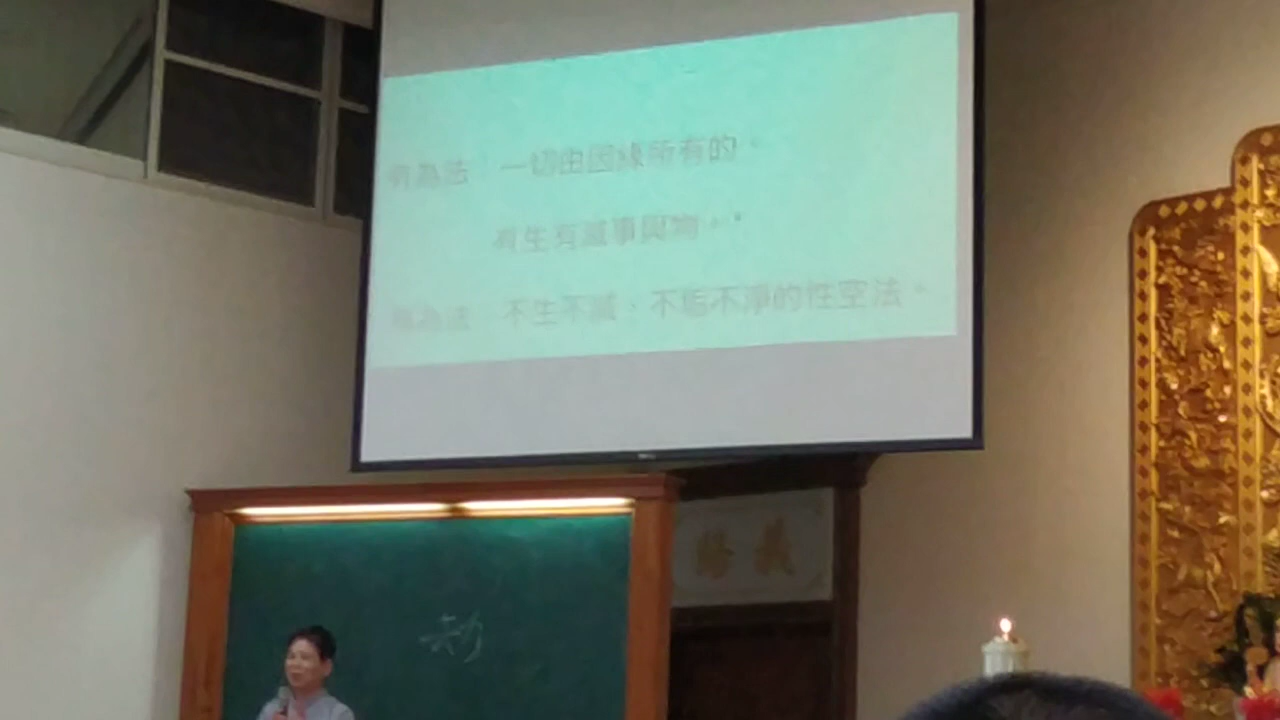 有為法 一切由因緣所有的。
有生有滅事與物。
無為法 不生不滅,不垢不淨的性空法。